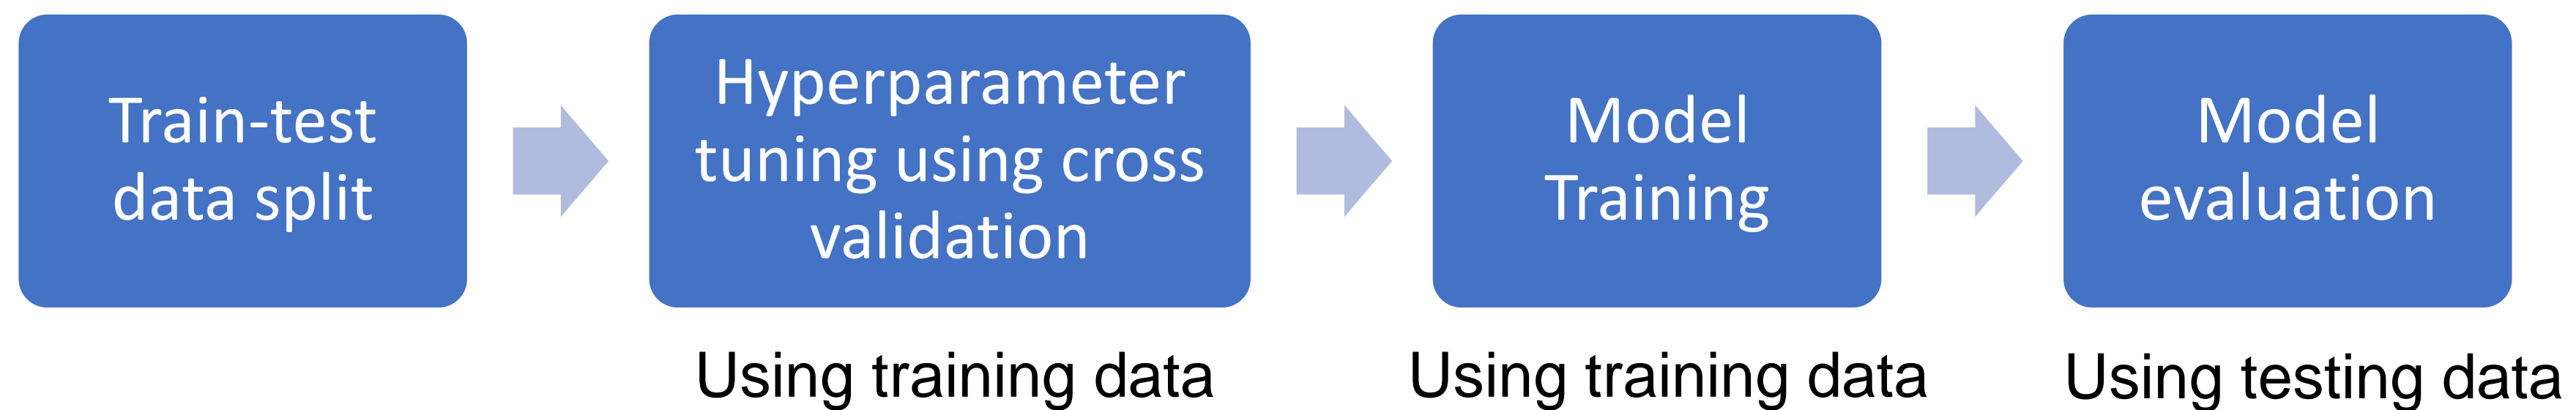 Train-test
data split
Hyperparameter
tuning using cross
validation
Model
Training
Model
evaluation
Using training data
Using training data
Using testing data